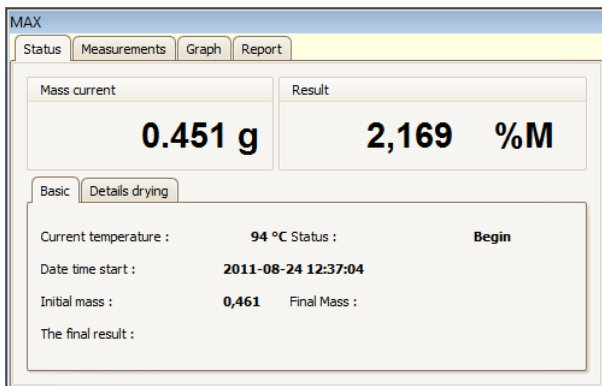 MAX
Status Measurements Graph Report
Mass current Result
0.451 g 2,169 %M
Basic Details drying
Current temperature : 94 °C Status : Begin
Date time start : 2011-08-24 12:37:04
Initial mass : 0,461 Final Mass :
The final result :